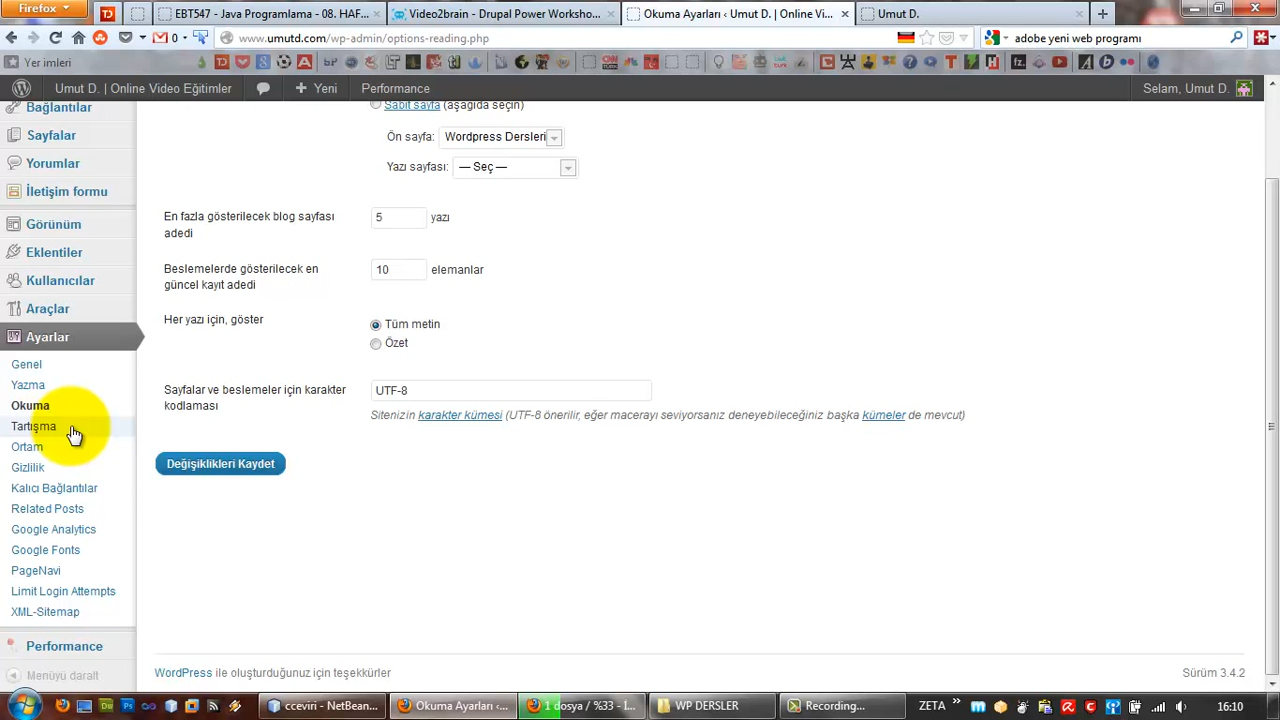 Firefox
EBT547 - Java Programlama - 08. HAF...
Video2brain - Drupal Power Worksho...
Okuma Ayarları ‹ Umut D. | Online Vi...
Umut D.
www.umutd.com/wp-admin/options-reading.php
adobe yeni web programı
0
Yer imleri
Umut D. | Online Video Eğitimler
Yeni
Performance
Selam, Umut D.
Bağlantılar
Sayfalar
Yorumlar
İletişim formu
Görünüm
Eklentiler
Kullanıcılar
Araçlar
Ayarlar
Genel
Yazma
Okuma
Tartışma
Ortam
Gizlilik
Kalıcı Bağlantılar
Related Posts
Google Analytics
Google Fonts
PageNavi
Limit Login Attempts
XML-Sitemap
Performance
Menüyü daralt
Sabit sayfa (aşağıda seçin)
Ön sayfa: Wordpress Dersleri
Yazı sayfası: — Seç —
En fazla gösterilecek blog sayfası
adedi
5 yazı
Beslemelerde gösterilecek en
güncel kayıt adedi
10 elemanlar
Her yazı için, göster
Tüm metin
Özet
Sayfalar ve beslemeler için karakter
kodlaması
UTF-8
Sitenizin karakter kümesi (UTF-8 önerilir, eğer macerayı seviyorsanız deneyebileceğiniz başka kümeler de mevcut)
Değişiklikleri Kaydet
WordPress ile oluşturduğunuz için teşekkürler
Sürüm 3.4.2
cceviri - NetBean...
Okuma Ayarları ‹...
1 dosya / %33 - İ...
WP DERSLER
Recording...
ZETA
16:10